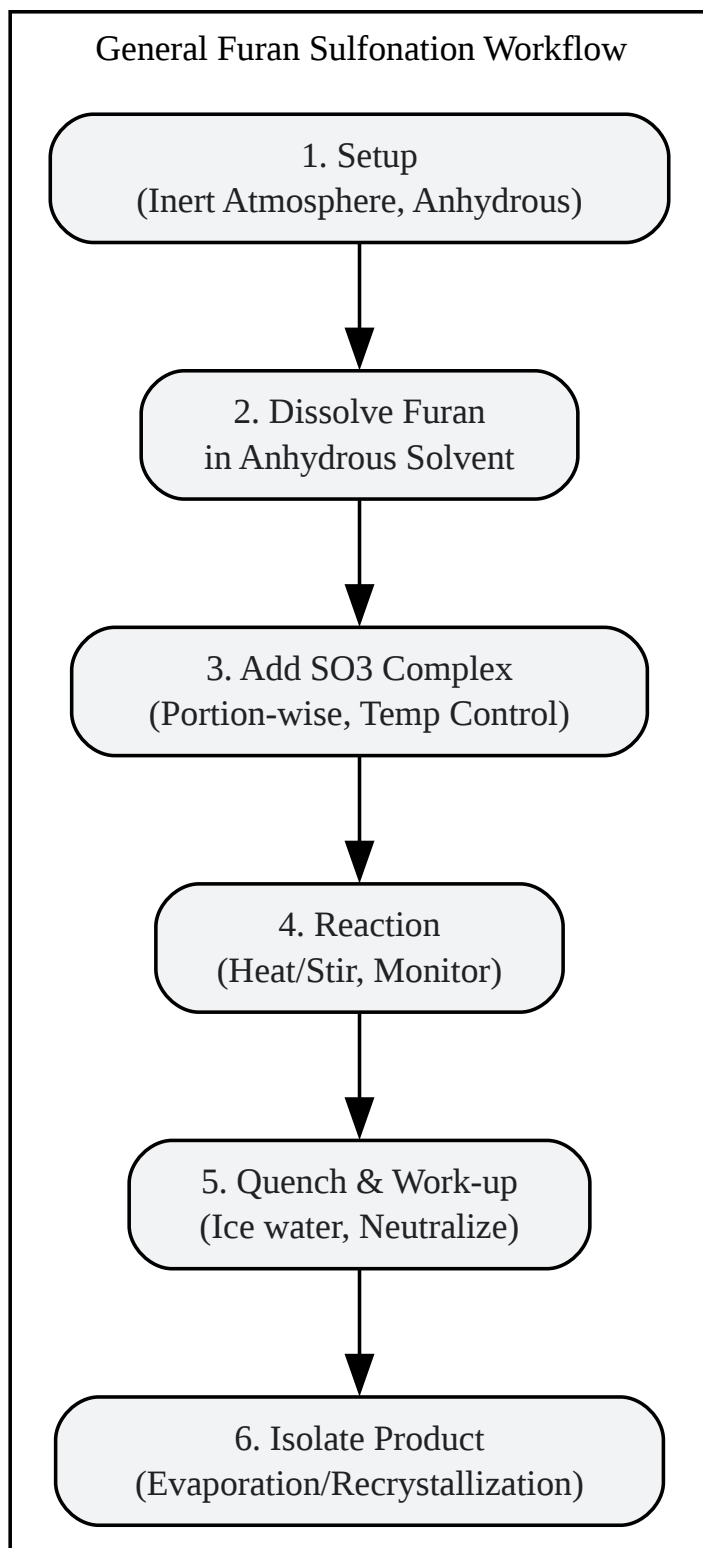 General Furan Sulfonation Workflow
1. Setup
(Inert Atmosphere, Anhydrous)
2. Dissolve Furan
in Anhydrous Solvent
3. Add SO3 Complex
(Portion-wise, Temp Control)
4. Reaction
(Heat/Stir, Monitor)
5. Quench & Work-up
(Ice water, Neutralize)
6. Isolate Product
(Evaporation/Recrystallization)